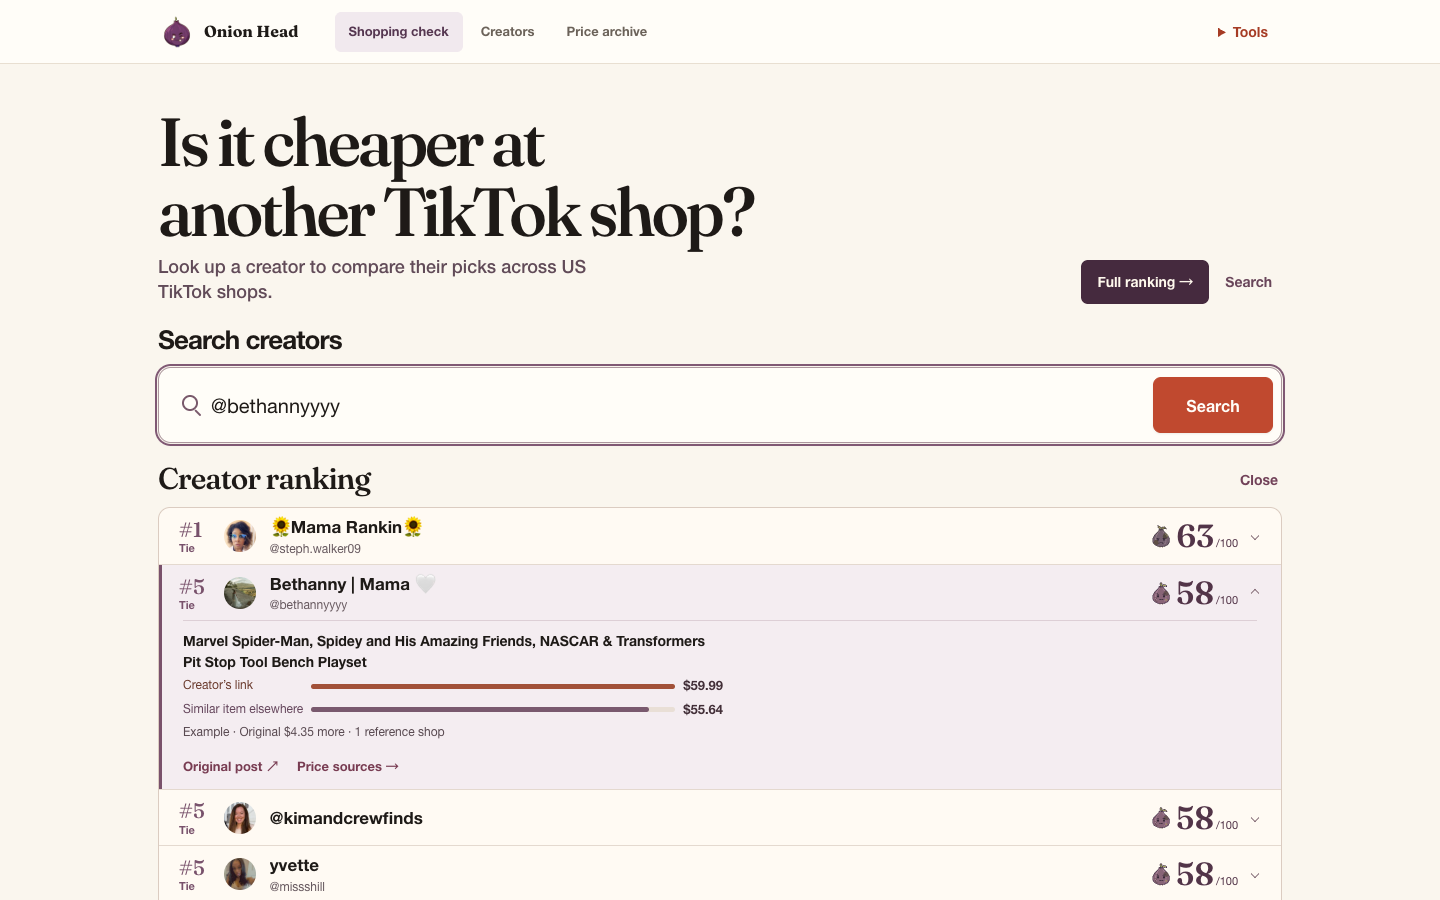 Onion Head
Shopping check
Creators
Price archive
▶ Tools
Is it cheaper at
another TikTok shop?
Look up a creator to compare their picks across US
TikTok shops.
Full ranking →
Search
Search creators
@bethannyyyy
Search
Creator ranking
Close
#1
Tie
🌻Mama Rankin🌻
@steph.walker09
63/100
#5
Tie
Bethanny | Mama 🤍
@bethannyyyy
58/100
Marvel Spider-Man, Spidey and His Amazing Friends, NASCAR & Transformers
Pit Stop Tool Bench Playset
Creator’s link $59.99
Similar item elsewhere $55.64
Example · Original $4.35 more · 1 reference shop
Original post ↗
Price sources →
#5
Tie
@kimandcrewfinds
58/100
#5
Tie
yvette
@missshill
58/100